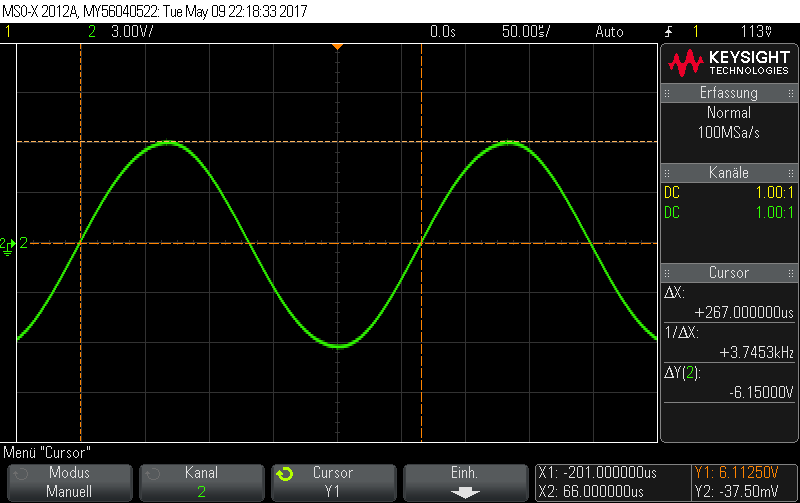 MSO-X 2012A, MY56040522: Tue May 09 22:18:33 2017
1 2 3.00V/ 0.0s 50.00us/ Auto 1 113mV
KEYSIGHT
TECHNOLOGIES
Erfassung
Normal
100MSa/s
Kanäle
DC 1.00:1
DC 1.00:1
2 2
Cursor
ΔX:
+267.000000us
1/ΔX:
+3.7453kHz
ΔY(2):
-6.15000V
Menü "Cursor"
Modus
Manuell
Kanal
2
Cursor
Y1
Einh.
X1: -201.000000us
X2: 66.000000us
Y1: 6.11250V
Y2: -37.50mV